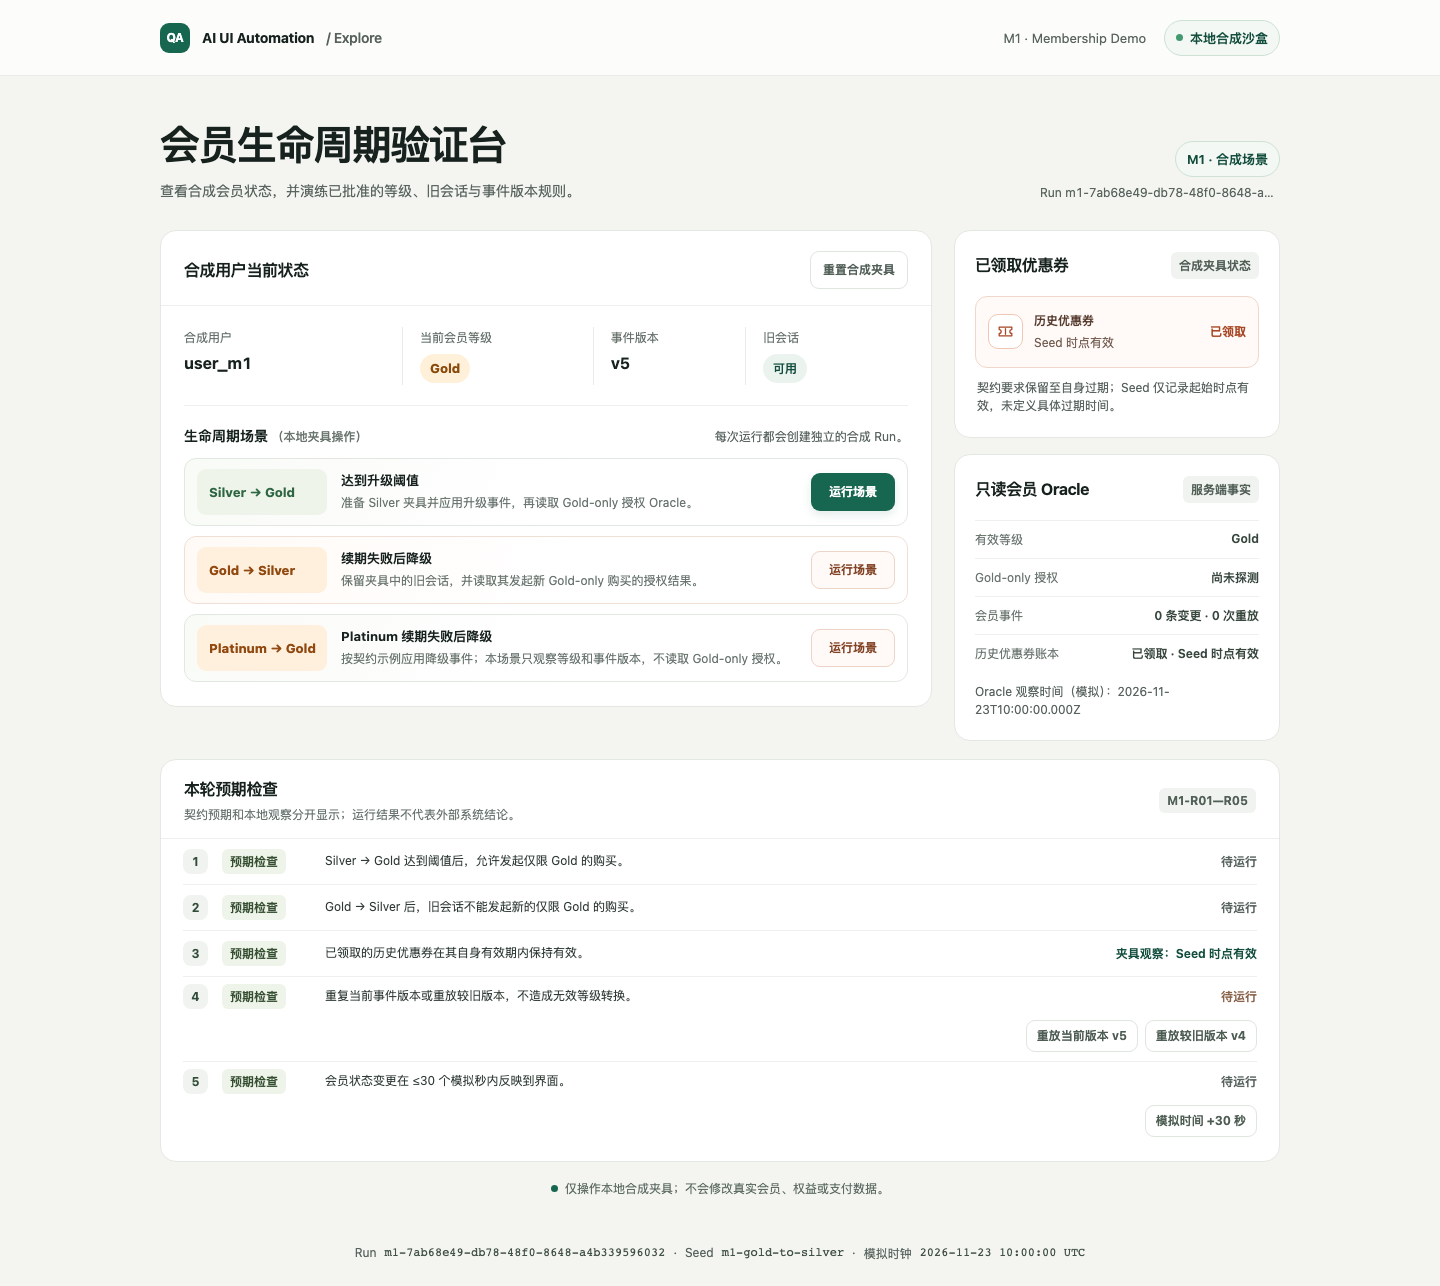 QA AI UI Automation / Explore
M1 · Membership Demo
本地合成沙盒
会员生命周期验证台
查看合成会员状态，并演练已批准的等级、旧会话与事件版本规则。
M1 · 合成场景
Run m1-7ab68e49-db78-48f0-8648-a...
合成用户当前状态
重置合成夹具
合成用户
user_m1
当前会员等级
Gold
事件版本
v5
旧会话
可用
生命周期场景（本地夹具操作）
每次运行都会创建独立的合成 Run。
Silver → Gold
达到升级阈值
准备 Silver 夹具并应用升级事件，再读取 Gold-only 授权 Oracle。
运行场景
Gold → Silver
续期失败后降级
保留夹具中的旧会话，并读取其发起新 Gold-only 购买的授权结果。
运行场景
Platinum → Gold
Platinum 续期失败后降级
按契约示例应用降级事件；本场景只观察等级和事件版本，不读取 Gold-only 授权。
运行场景
已领取优惠券
合成夹具状态
历史优惠券
Seed 时点有效
已领取
契约要求保留至自身过期；Seed 仅记录起始时点有
效，未定义具体过期时间。
只读会员 Oracle
服务端事实
有效等级 Gold
Gold-only 授权 尚未探测
会员事件 0 条变更 · 0 次重放
历史优惠券账本 已领取 · Seed 时点有效
Oracle 观察时间（模拟）：2026-11-
23T10:00:00.000Z
本轮预期检查
契约预期和本地观察分开显示；运行结果不代表外部系统结论。
M1-R01—R05
1 预期检查 Silver → Gold 达到阈值后，允许发起仅限 Gold 的购买。 待运行
2 预期检查 Gold → Silver 后，旧会话不能发起新的仅限 Gold 的购买。 待运行
3 预期检查 已领取的历史优惠券在其自身有效期内保持有效。 夹具观察：Seed 时点有效
4 预期检查 重复当前事件版本或重放较旧版本，不造成无效等级转换。 待运行
重放当前版本 v5 重放较旧版本 v4
5 预期检查 会员状态变更在 ≤30 个模拟秒内反映到界面。 待运行
模拟时间 +30 秒
仅操作本地合成夹具；不会修改真实会员、权益或支付数据。
Run m1-7ab68e49-db78-48f0-8648-a4b339596032 · Seed m1-gold-to-silver · 模拟时钟 2026-11-23 10:00:00 UTC